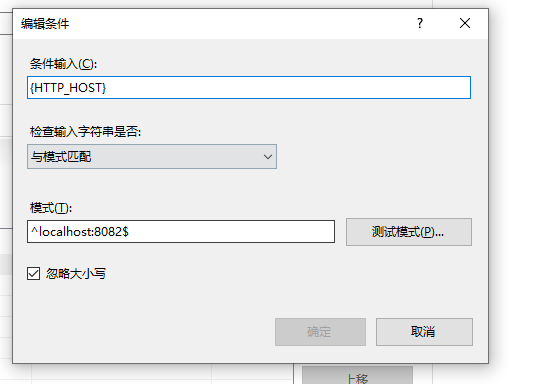 编辑条件
条件输入(C):
{HTTP_HOST}
检查输入字符串是否:
与模式匹配
模式(T):
^localhost:8082$
测试模式(P)...
忽略大小写
确定
取消
上移